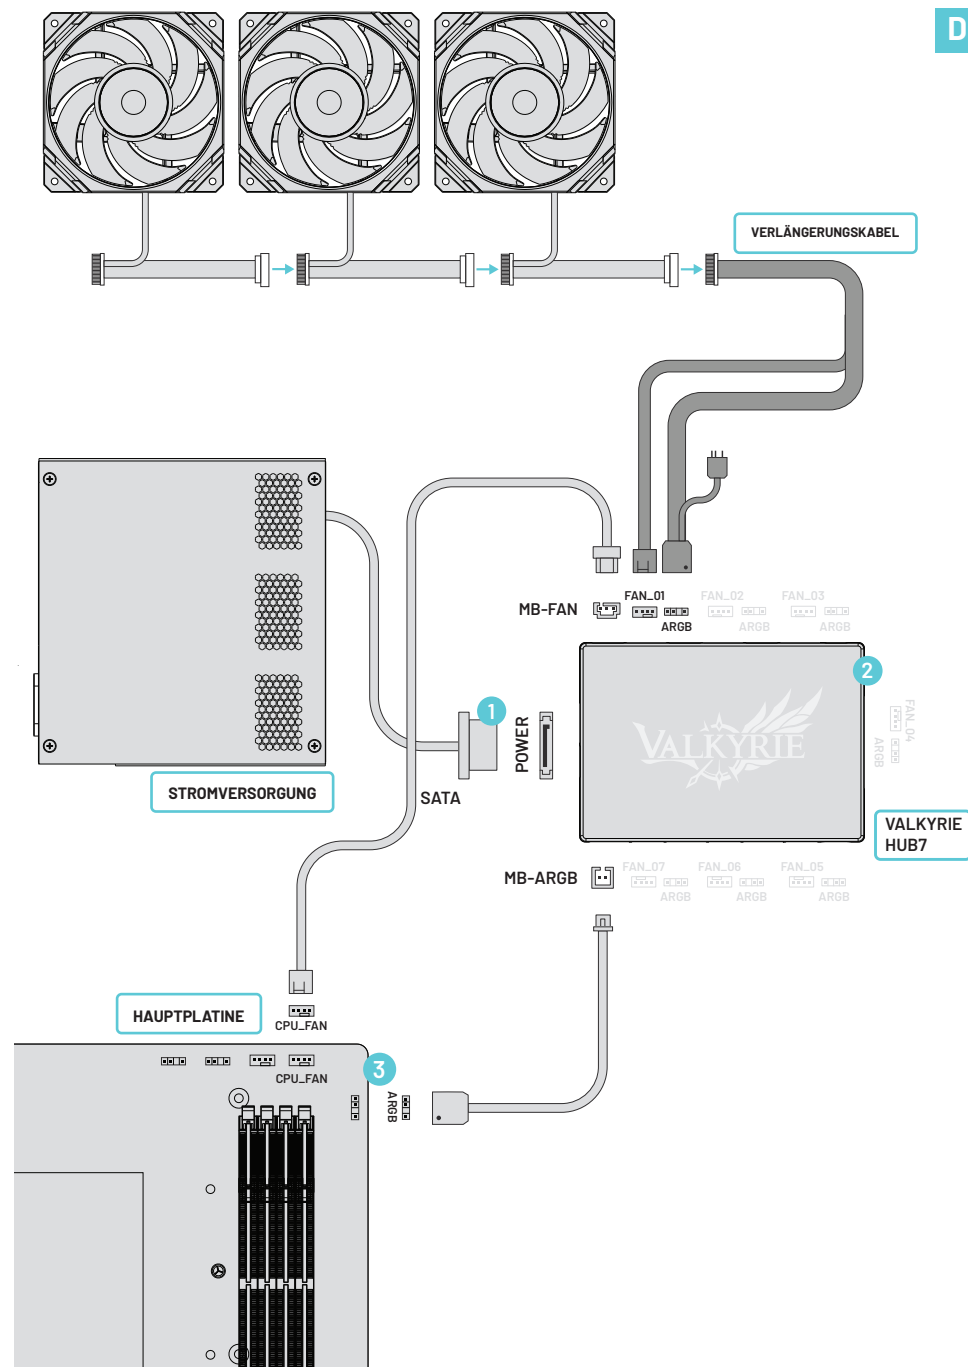 D
VERLÄNGERUNGSKABEL
FAN_01
FAN_02
FAN_03
MB-FAN
ARGB
ARGB
ARGB
2
FAN_04
ARGB
1
POWER
VALKYRIE
STROMVERSORGUNG
SATA
VALKYRIE
HUB7
MB-ARGB
FAN_07
FAN_06
FAN_05
ARGB
ARGB
ARGB
HAUPTPLATINE
CPU_FAN
3
CPU_FAN
ARGB